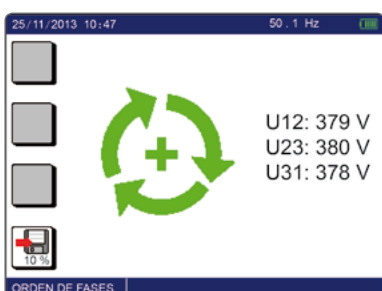 25/11/2013 10:47 50.1 Hz
+
U12: 379 V
U23: 380 V
U31: 378 V
10 %
ORDEN DE FASES